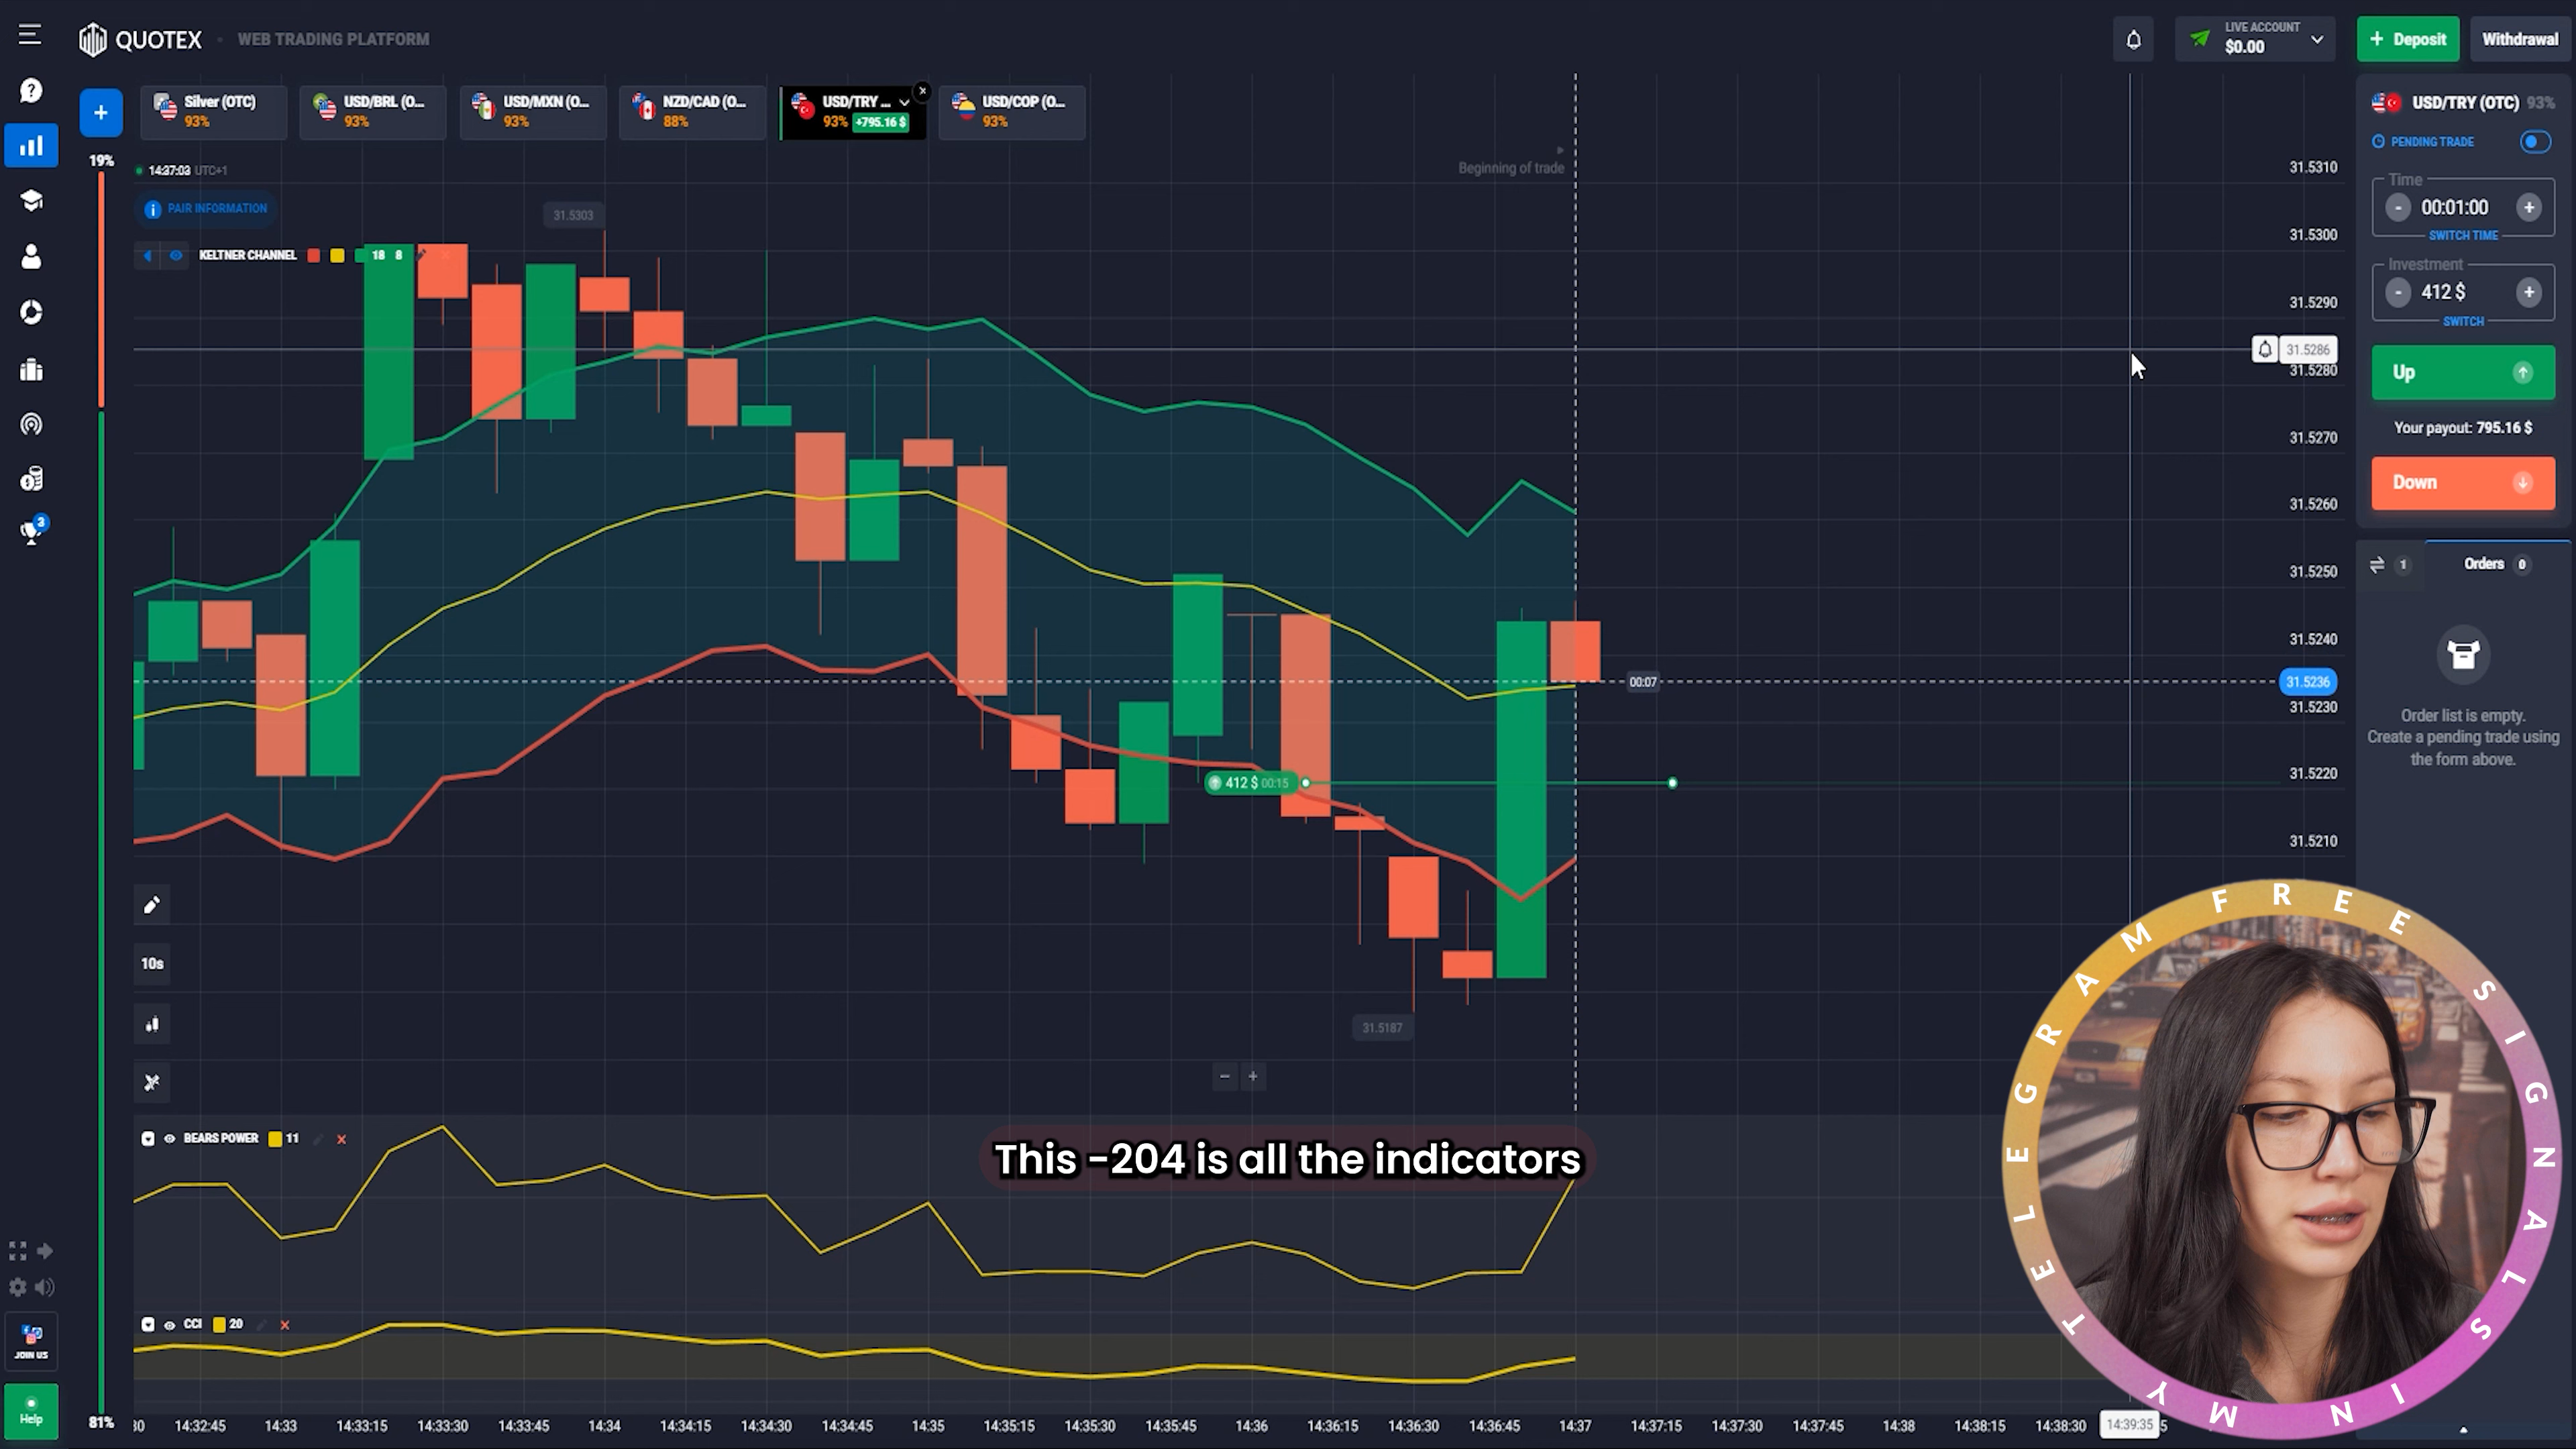 QUOTEX WEB TRADING PLATFORM
LIVE ACCOUNT
$0.00
+ Deposit
Withdrawal
Silver (OTC)
93%
USD/BRL (O...
93%
USD/MXN (O...
93%
NZD/CAD (O...
88%
USD/TRY ...
93% +795.16 $
USD/COP (O...
93%
19%
14:37:03 UTC+1
PAIR INFORMATION
KELTNER CHANNEL 18 8
31.5303
Beginning of trade
31.5310
31.5300
31.5290
31.5286
31.5280
31.5270
31.5260
31.5250
31.5240
31.5236
31.5230
31.5220
31.5210
00:07
412 $ 00:15
31.5187
10s
- +
USD/TRY (OTC) 93%
PENDING TRADE
Time
- 00:01:00 +
SWITCH TIME
Investment
- 412 $ +
SWITCH
Up
Your payout: 795.16 $
Down
1
Orders 0
Order list is empty.
Create a pending trade using
the form above.
3
BEARS POWER 11
This -204 is all the indicators
CCI 20
JOIN US
Help
81%
30 14:32:45 14:33 14:33:15 14:33:30 14:33:45 14:34 14:34:15 14:34:30 14:34:45 14:35 14:35:15 14:35:30 14:35:45 14:36 14:36:15 14:36:30 14:36:45 14:37 14:37:15 14:37:30 14:37:45 14:38 14:38:15 14:38:30 14:39:35 5
FREE SIGNALS IN MY TELEGRAM